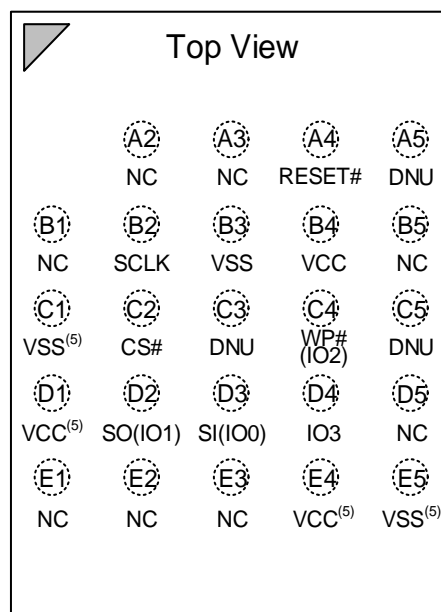 Top View
A2 A3 A4 A5
NC NC RESET# DNU
B1 B2 B3 B4 B5
NC SCLK VSS VCC NC
C1 C2 C3 C4 C5
VSS(5) CS# DNU WP# (IO2) DNU
D1 D2 D3 D4 D5
VCC(5) SO(IO1) SI(IO0) IO3 NC
E1 E2 E3 E4 E5
NC NC NC VCC(5) VSS(5)